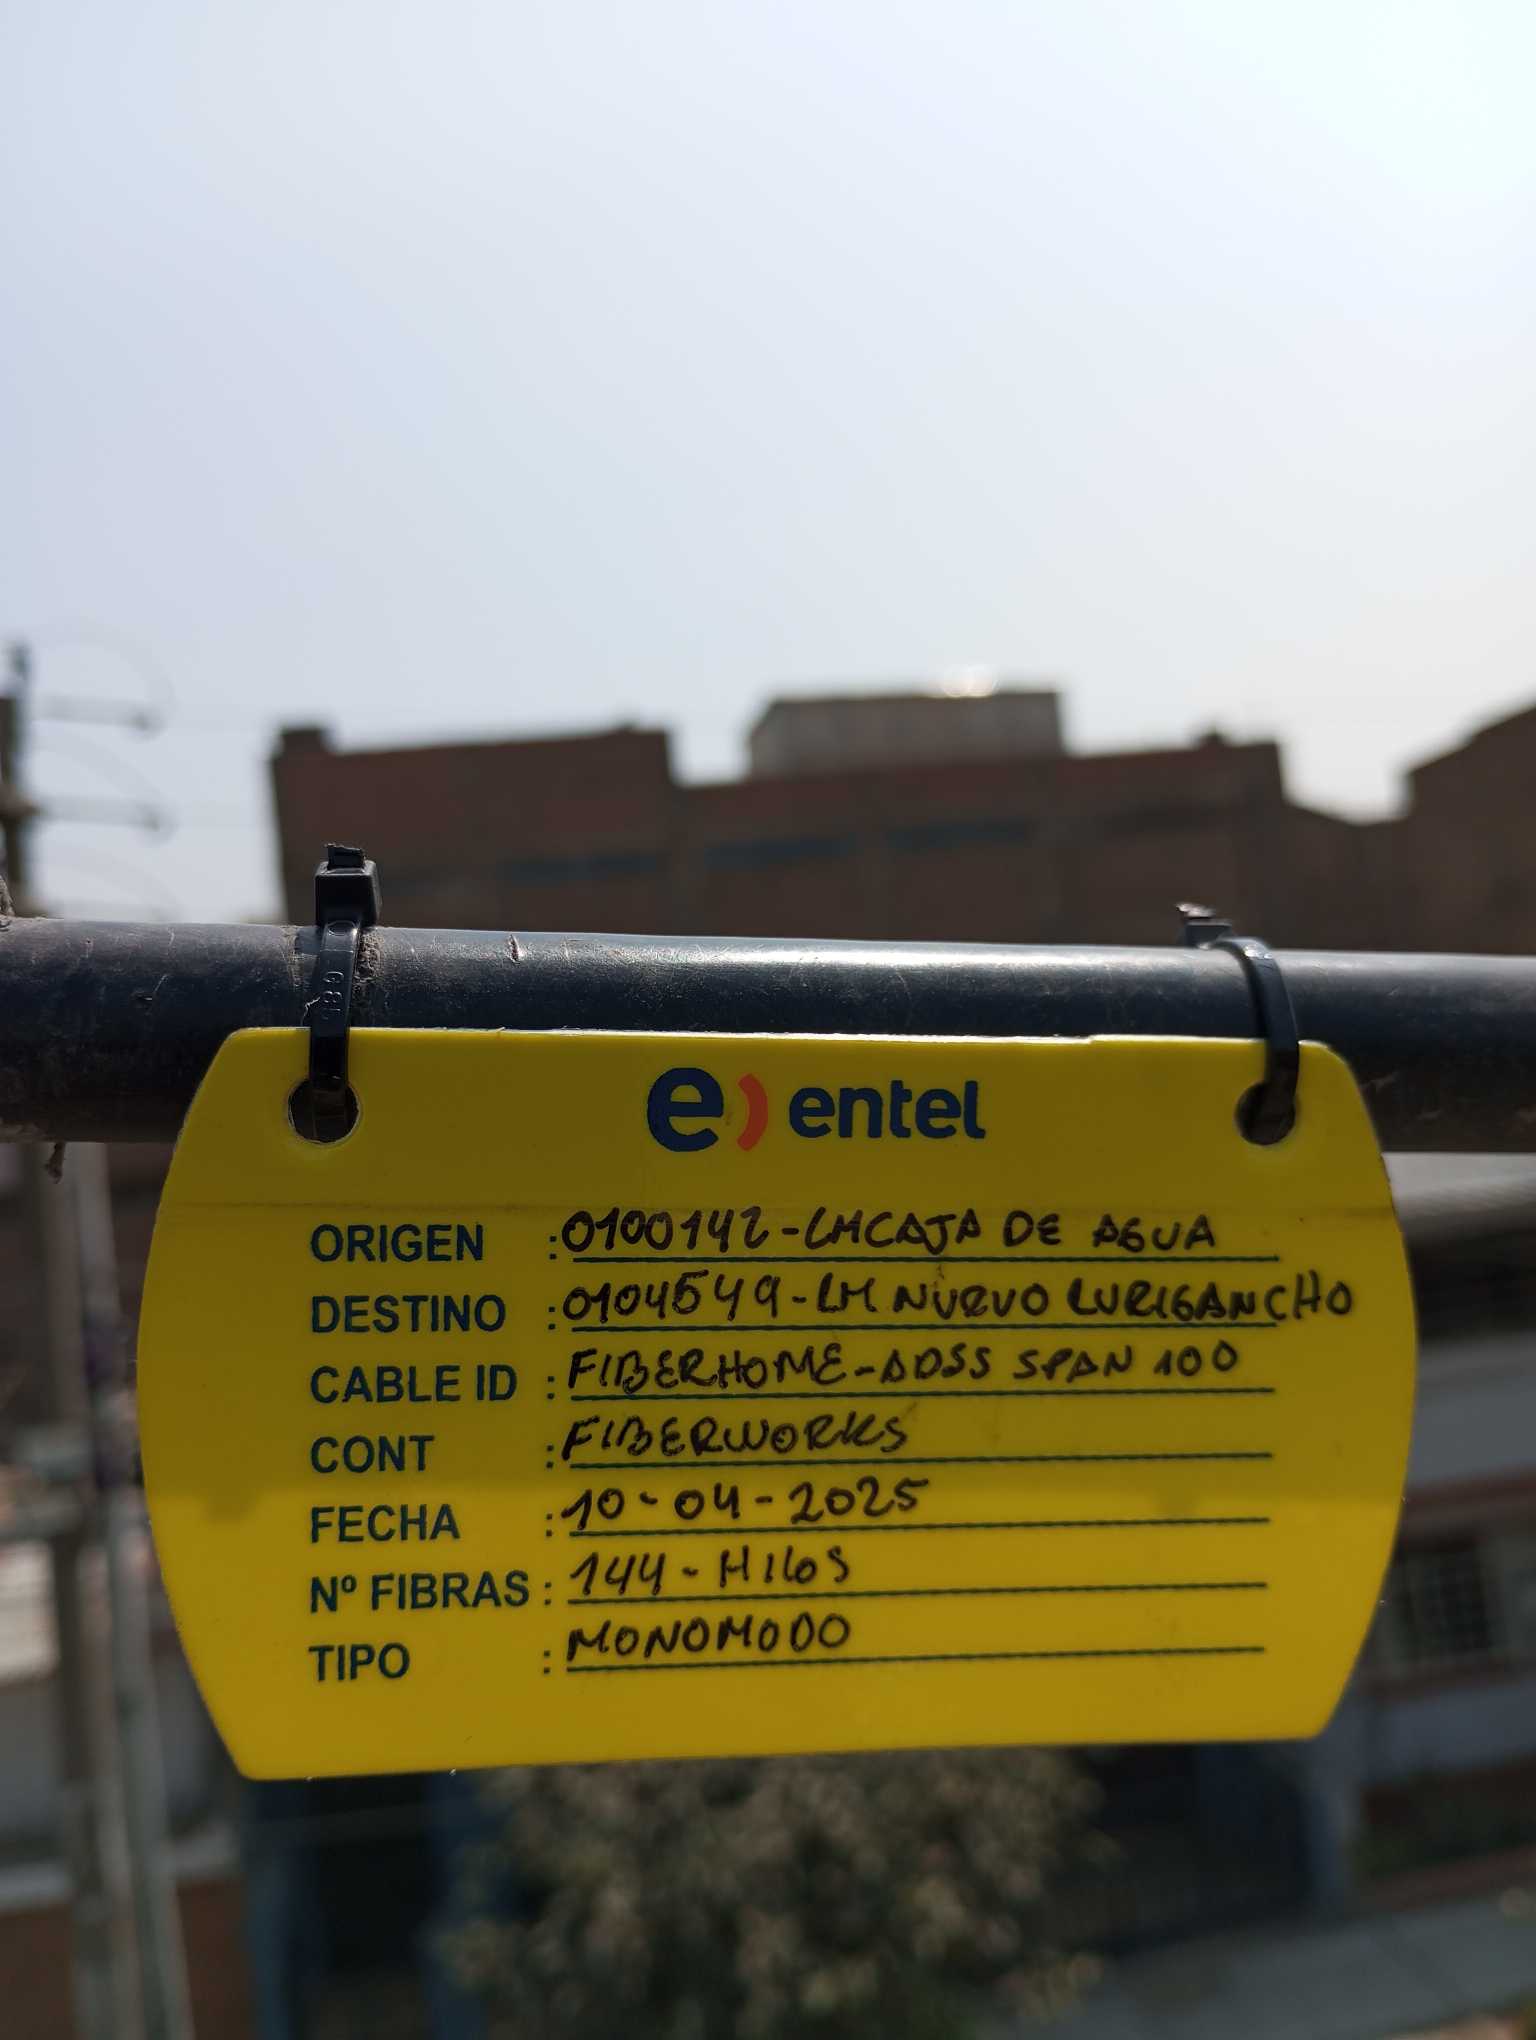 e) entel
ORIGEN : 0100142-LMCAJA DE AGUA
DESTINO : 0104549-LM NUEVO LURIGANCHO
CABLE ID : FIBERHOME-ADSS SPAN 100
CONT : FIBERWORKS
FECHA : 10-04-2025
Nº FIBRAS : 144-HILOS
TIPO : MONOMODO